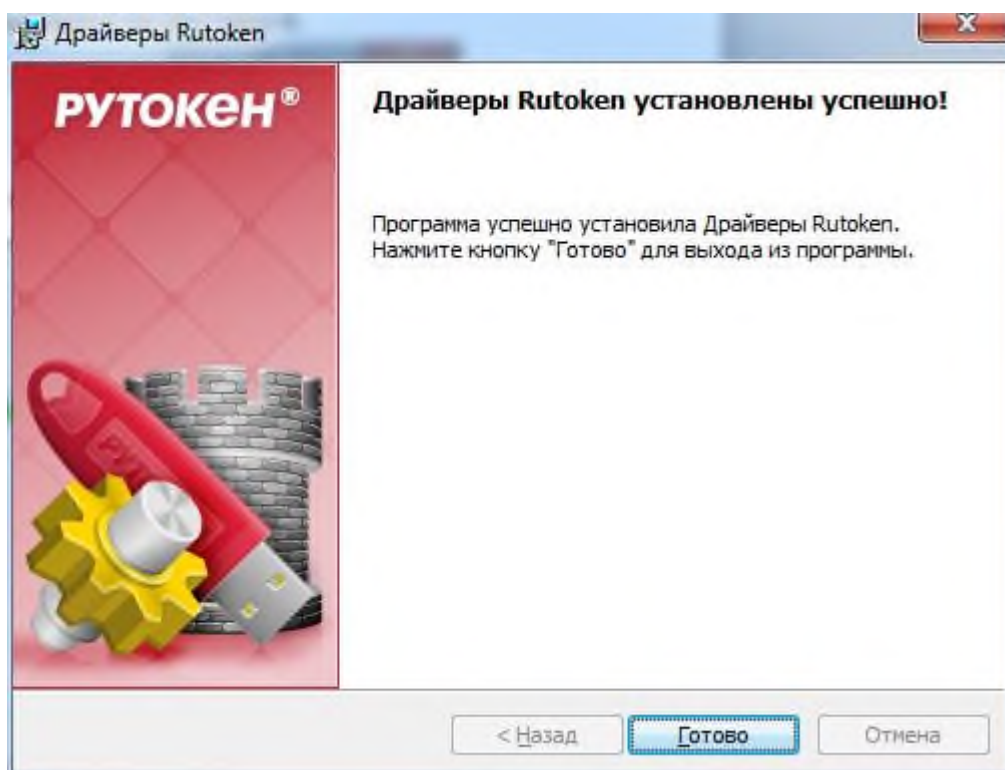 Драйверы Rutoken
РУТОКЕН®
Драйверы Rutoken установлены успешно!
Программа успешно установила Драйверы Rutoken.
Нажмите кнопку "Готово" для выхода из программы.
< Назад
Готово
Отмена